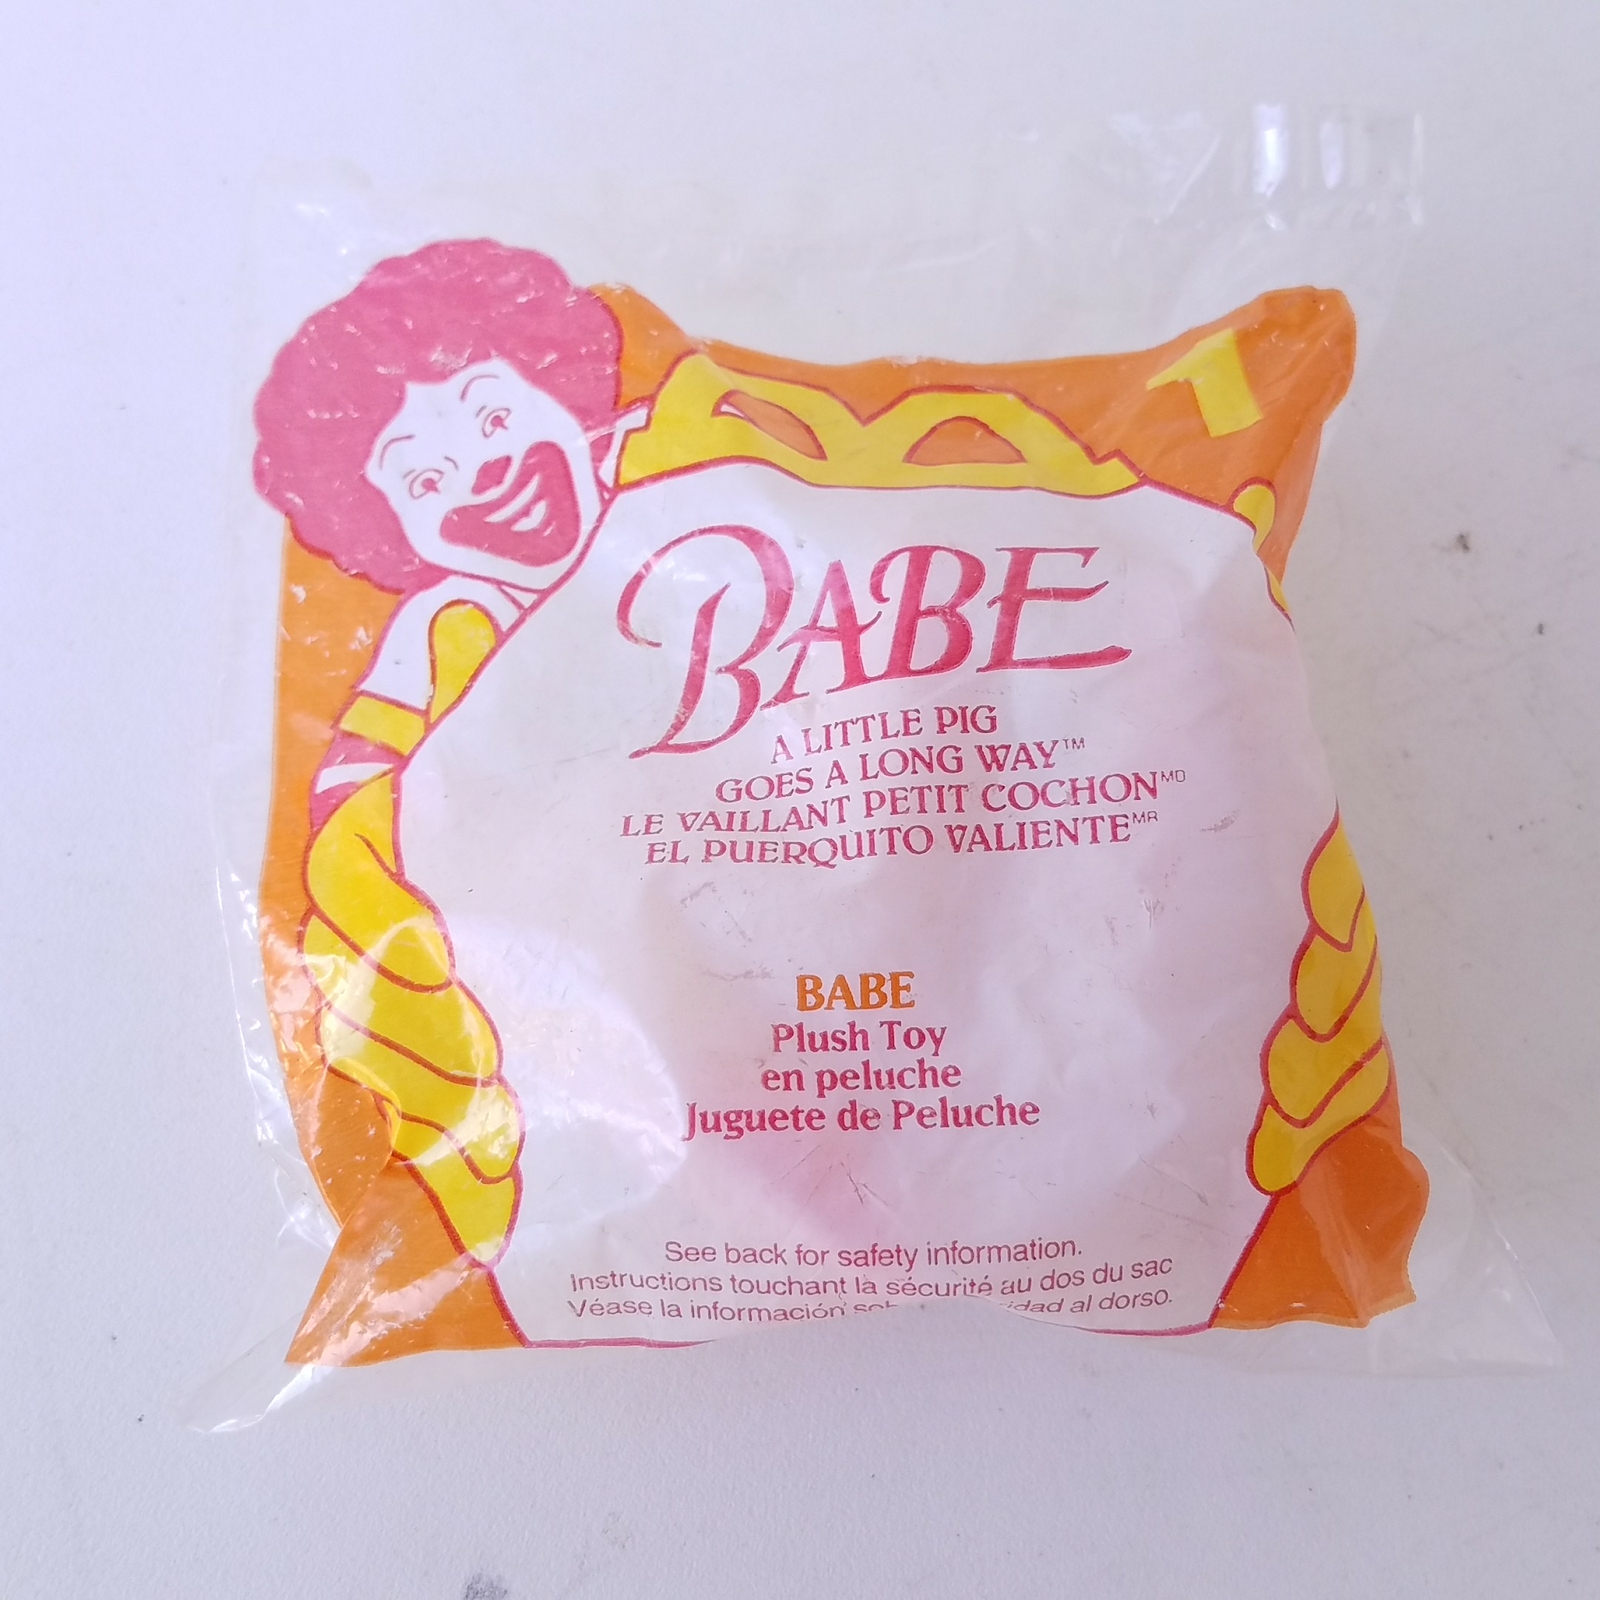 1
BABE
A LITTLE PIG
GOES A LONG WAY™
LE VAILLANT PETIT COCHON MD
EL PUERQUITO VALIENTE MR
BABE
Plush Toy
en peluche
Juguete de Peluche
See back for safety information.
Instructions touchant la sécurité au dos du sac
Véase la información al dorso.